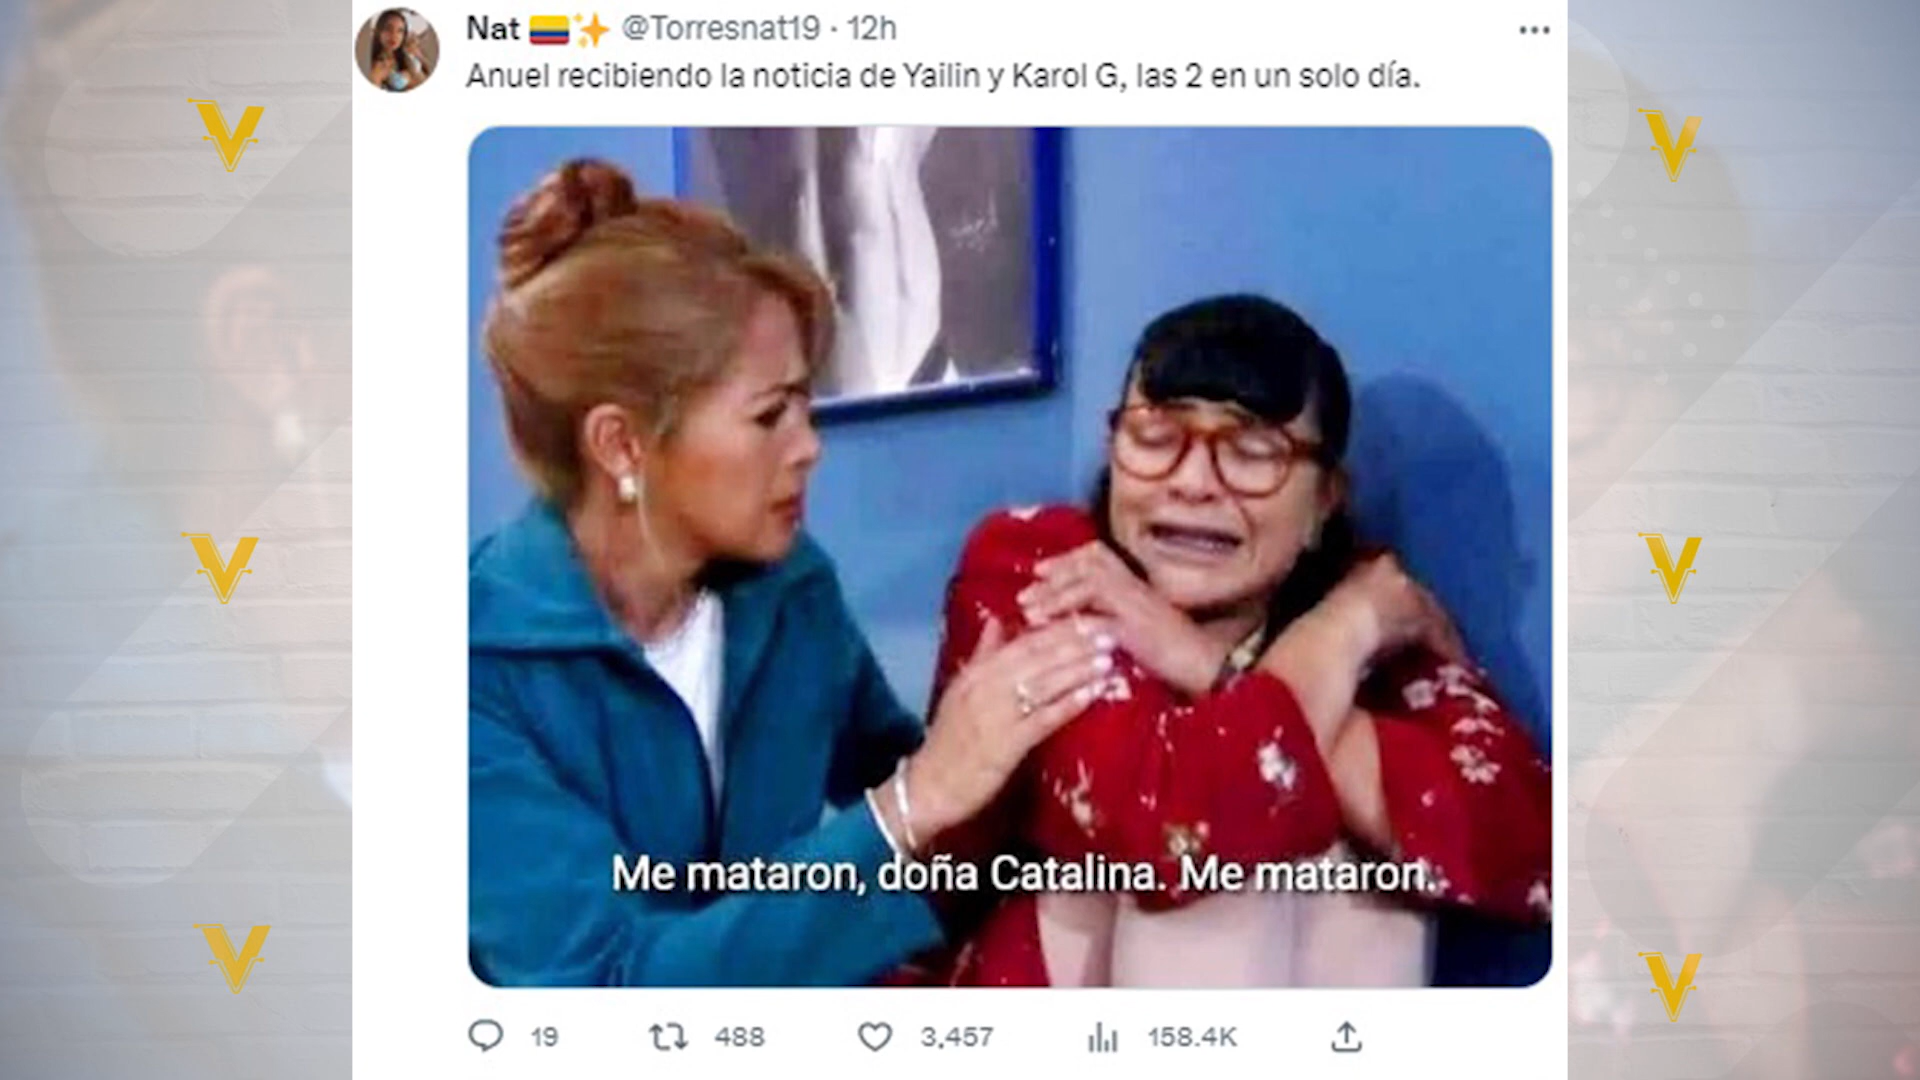 Nat 🇨🇴✨ @Torresnat19 · 12h
Anuel recibiendo la noticia de Yailin y Karol G, las 2 en un solo día.
Me mataron, doña Catalina. Me mataron.
19 488 3,457 158.4K